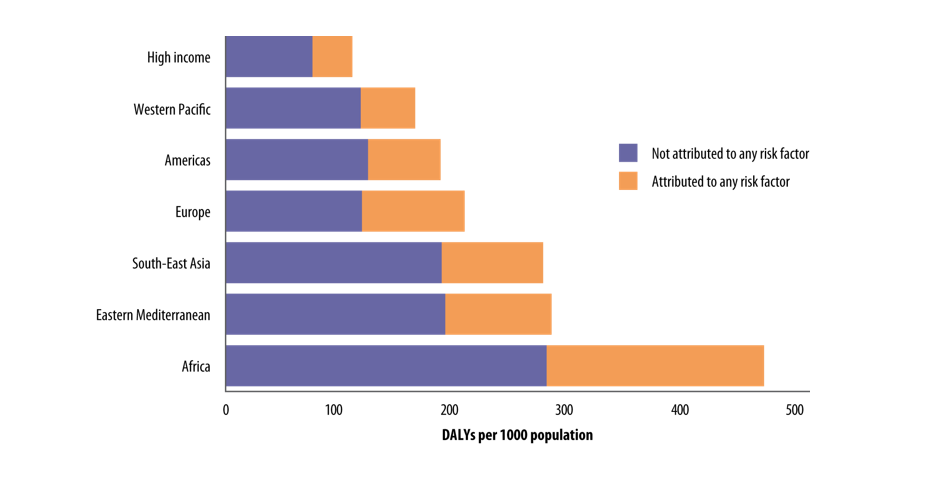 High income
Western Pacific
Americas
Europe
South-East Asia
Eastern Mediterranean
Africa
Not attributed to any risk factor
Attributed to any risk factor
0 100 200 300 400 500
DALYs per 1000 population